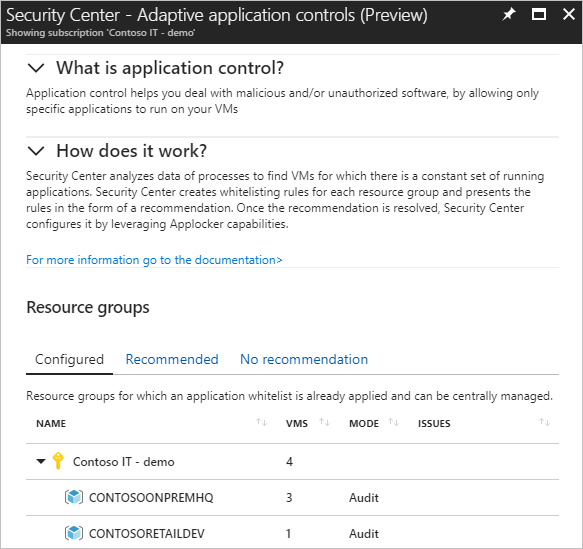 Security Center - Adaptive application controls (Preview)
Showing subscription 'Contoso IT - demo'
What is application control?
Application control helps you deal with malicious and/or unauthorized software, by allowing only
specific applications to run on your VMs
How does it work?
Security Center analyzes data of processes to find VMs for which there is a constant set of running
applications. Security Center creates whitelisting rules for each resource group and presents the
rules in the form of a recommendation. Once the recommendation is resolved, Security Center
configures it by leveraging Applocker capabilities.
For more information go to the documentation>
Resource groups
Configured Recommended No recommendation
Resource groups for which an application whitelist is already applied and can be centrally managed.
NAME VMS MODE ISSUES
Contoso IT - demo 4
CONTOSOONPREMHQ 3 Audit
CONTOSORETAILDEV 1 Audit